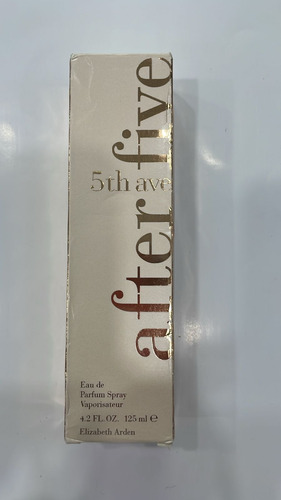 5th ave
after five
Eau de
Parfum Spray
Vaporisateur
4.2 FL. OZ. 125 ml ℮
Elizabeth Arden